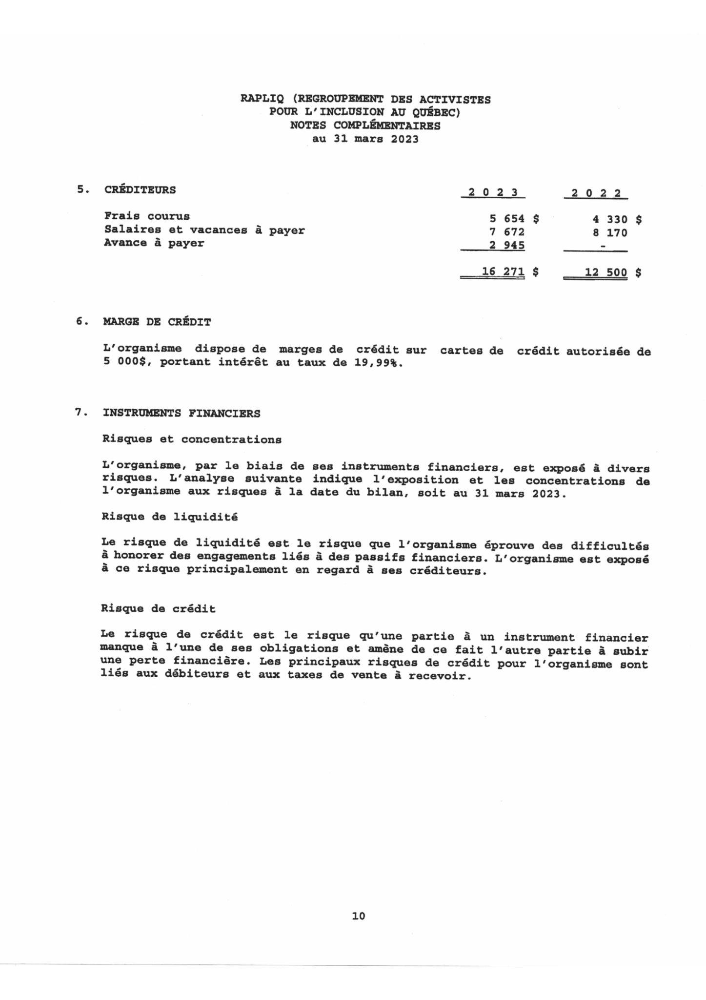 RAPLIQ (REGROUPEMENT DES ACTIVISTES
POUR L'INCLUSION AU QUÉBEC)
NOTES COMPLÉMENTAIRES
au 31 mars 2023
5. CRÉDITEURS 2 0 2 3 2 0 2 2
Frais courus 5 654 $ 4 330 $
Salaires et vacances à payer 7 672 8 170
Avance à payer 2 945 -
16 271 $ 12 500 $
6. MARGE DE CRÉDIT
L'organisme dispose de marges de crédit sur cartes de crédit autorisée de
5 000$, portant intérêt au taux de 19,99%.
7. INSTRUMENTS FINANCIERS
Risques et concentrations
L'organisme, par le biais de ses instruments financiers, est exposé à divers
risques. L'analyse suivante indique l'exposition et les concentrations de
l'organisme aux risques à la date du bilan, soit au 31 mars 2023.
Risque de liquidité
Le risque de liquidité est le risque que l'organisme éprouve des difficultés
à honorer des engagements liés à des passifs financiers. L'organisme est exposé
à ce risque principalement en regard à ses créditeurs.
Risque de crédit
Le risque de crédit est le risque qu'une partie à un instrument financier
manque à l'une de ses obligations et amène de ce fait l'autre partie à subir
une perte financière. Les principaux risques de crédit pour l'organisme sont
liés aux débiteurs et aux taxes de vente à recevoir.
10